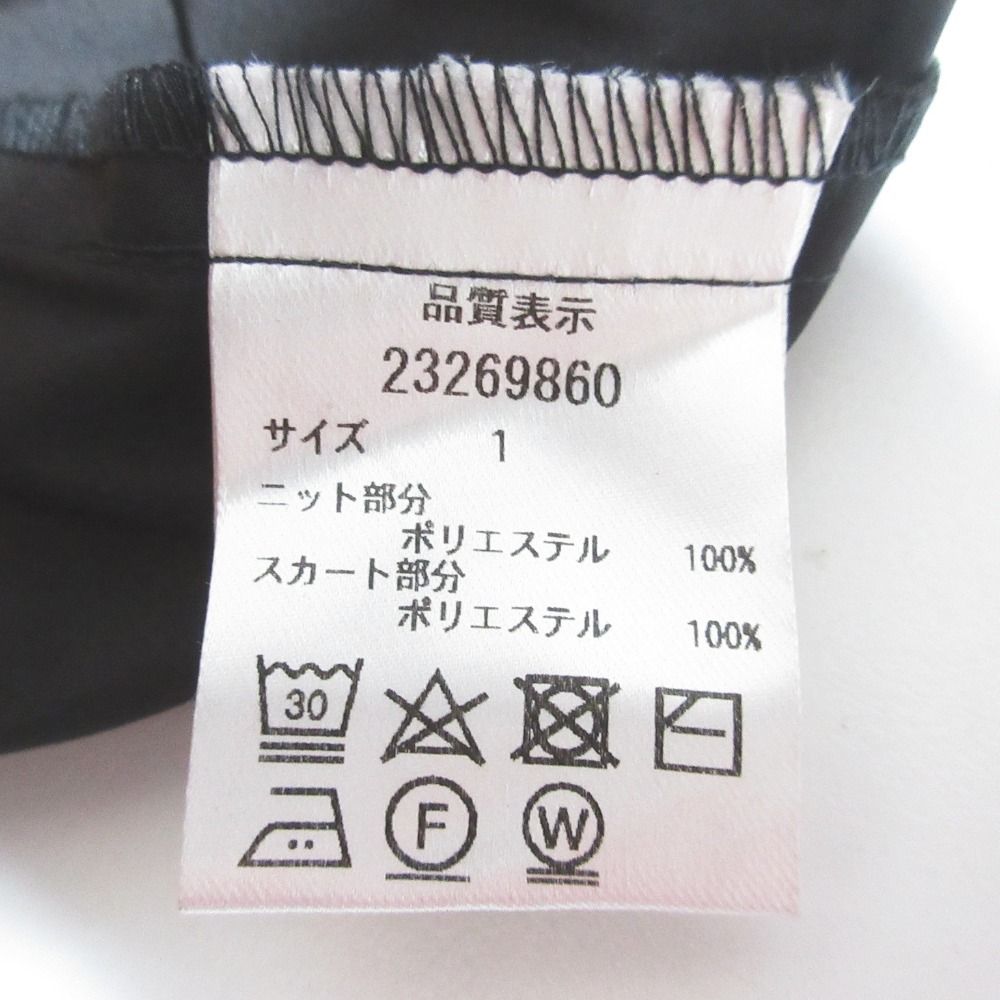 品質表示
23269860
サイズ 1
ニット部分
ポリエステル 100%
スカート部分
ポリエステル 100%
30
F W